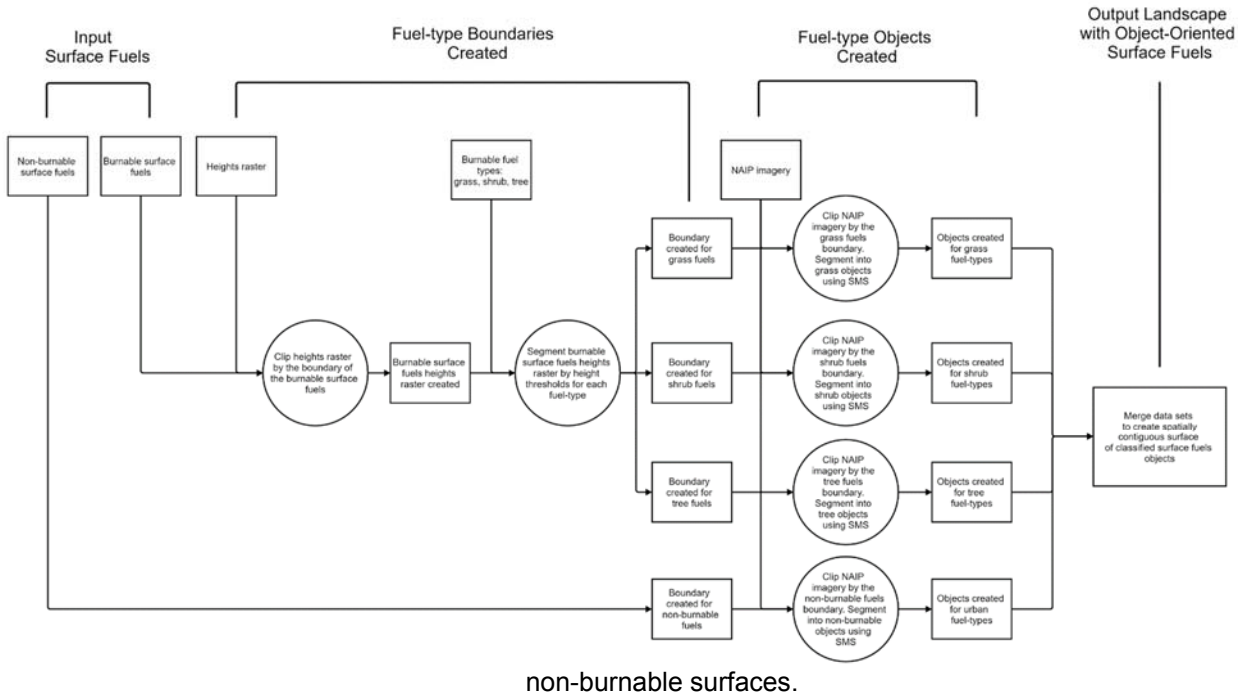 Input
Surface Fuels
Fuel-type Boundaries
Created
Fuel-type Objects
Created
Output Landscape
with Object-Oriented
Surface Fuels
Non-burnable
surface fuels
Burnable surface
fuels
Heights raster
Burnable fuel
types:
grass, shrub, tree
NAIP imagery
Boundary
created for
grass fuels
Clip NAIP
imagery by the
grass fuels
boundary.
Segment into
grass objects
using SMS
Objects created
for grass
fuel-types
Clip heights raster
by the boundary of
the burnable surface
fuels
Burnable surface
fuels heights
raster created
Segment burnable
surface fuels heights
raster by height
thresholds for each
fuel-type
Boundary
created for
shrub fuels
Clip NAIP
imagery by the
shrub fuels
boundary.
Segment into
shrub objects
using SMS
Objects created
for shrub
fuel-types
Merge data sets
to create spatially
contiguous surface
of classified surface fuels
objects
Boundary
created for
tree fuels
Clip NAIP
imagery by the
tree fuels
boundary.
Segment into
tree objects
using SMS
Objects created
for tree
fuel-types
Boundary
created for
non-burnable
fuels
Clip NAIP
imagery by the
non-burnable fuels
boundary. Segment
into non-burnable
objects using
SMS
Objects created
for urban
fuel-types
non-burnable surfaces.